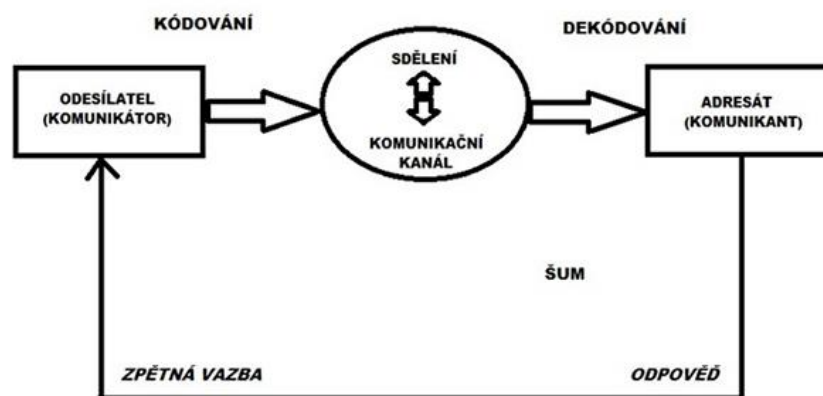 KÓDOVÁNÍ
DEKÓDOVÁNÍ
SDĚLENÍ
ODESÍLATEL
(KOMUNIKÁTOR)
KOMUNIKAČNÍ
KANÁL
ADRESÁT
(KOMUNIKANT)
ŠUM
ZPĚTNÁ VAZBA
ODPOVĚĎ